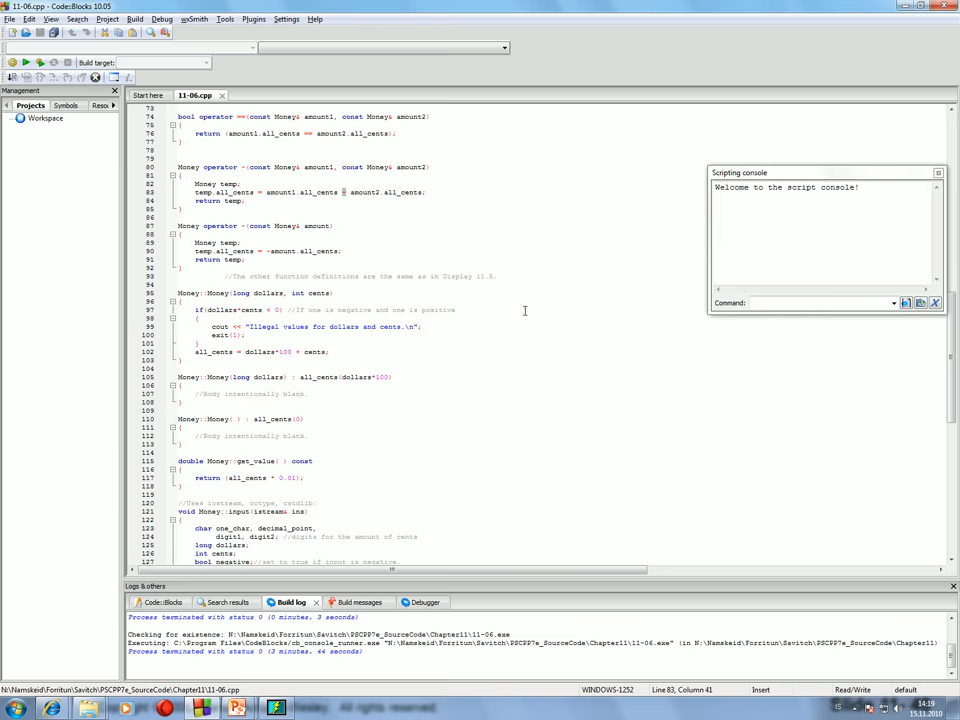 11-06.cpp - Code::Blocks 10.05
File Edit View Search Project Build Debug wxSmith Tools Plugins Settings Help
Build target:
Management
Projects Symbols Resou
Workspace
Start here 11-06.cpp
73
74 bool operator ==(const Money& amount1, const Money& amount2)
75 {
76 return (amount1.all_cents == amount2.all_cents);
77 }
78
79
80 Money operator -(const Money& amount1, const Money& amount2)
81 {
82 Money temp;
83 temp.all_cents = amount1.all_cents - amount2.all_cents;
84 return temp;
85 }
86
87 Money operator -(const Money& amount)
88 {
89 Money temp;
90 temp.all_cents = -amount.all_cents;
91 return temp;
92 }
93 //The other function definitions are the same as in Display 11.5.
94
95 Money::Money(long dollars, int cents)
96 {
97 if(dollars*cents < 0) //If one is negative and one is positive
98 {
99 cout << "Illegal values for dollars and cents.\n";
100 exit(1);
101 }
102 all_cents = dollars*100 + cents;
103 }
104
105 Money::Money(long dollars) : all_cents(dollars*100)
106 {
107 //Body intentionally blank.
108 }
109
110 Money::Money( ) : all_cents(0)
111 {
112 //Body intentionally blank.
113 }
114
115 double Money::get_value( ) const
116 {
117 return (all_cents * 0.01);
118 }
119
120 //Uses iostream, cctype, cstdlib:
121 void Money::input(istream& ins)
122 {
123 char one_char, decimal_point,
124 digit1, digit2; //digits for the amount of cents
125 long dollars;
126 int cents;
127 bool negative;//set to true if input is negative.
Scripting console
Welcome to the script console!
Command:
Logs & others
Code::Blocks Search results Build log Build messages Debugger
Process terminated with status 0 (0 minutes, 3 seconds)
Checking for existence: N:\Namskeid\Forritun\Savitch\PSCPP7e_SourceCode\Chapter11\11-06.exe
Executing: C:\Program Files\CodeBlocks/cb_console_runner.exe "N:\Namskeid\Forritun\Savitch\PSCPP7e_SourceCode\Chapter11\11-06.exe" (in N:\Namskeid\Forritun\Savitch\PSCPP7e_SourceCode\Chapter11)
Process terminated with status 0 (3 minutes, 44 seconds)
N:\Namskeid\Forritun\Savitch\PSCPP7e_SourceCode\Chapter11\11-06.cpp WINDOWS-1252 Line 83, Column 41 Insert Read/Write default
All rights reserved.
IS 14:19
15.11.2010